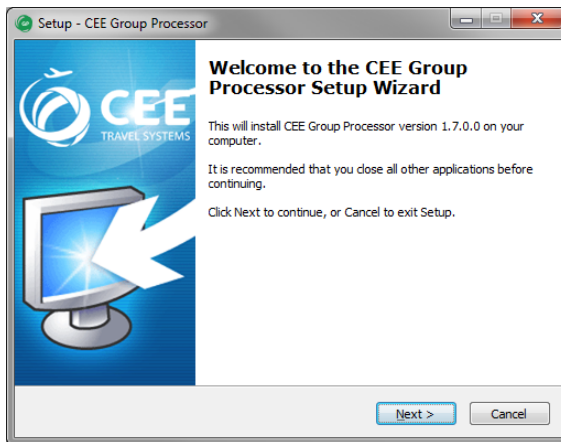 Setup - CEE Group Processor
CEE
TRAVEL SYSTEMS
Welcome to the CEE Group
Processor Setup Wizard
This will install CEE Group Processor version 1.7.0.0 on your
computer.
It is recommended that you close all other applications before
continuing.
Click Next to continue, or Cancel to exit Setup.
Next >
Cancel